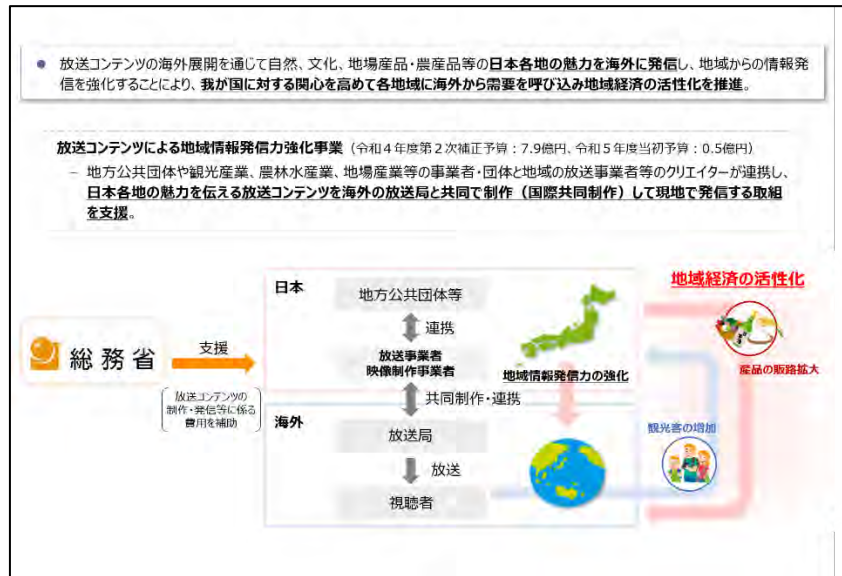 ● 放送コンテンツの海外展開を通じて自然、文化、地場産品・農産品等の日本各地の魅力を海外に発信し、地域からの情報発
信を強化することにより、我が国に対する関心を高めて各地域に海外から需要を呼び込み地域経済の活性化を推進。
放送コンテンツによる地域情報発信力強化事業（令和４年度第２次補正予算：7.9億円、令和５年度当初予算：0.5億円）
－ 地方公共団体や観光産業、農林水産業、地場産業等の事業者・団体と地域の放送事業者等のクリエイターが連携し、
日本各地の魅力を伝える放送コンテンツを海外の放送局と共同で制作（国際共同制作）して現地で発信する取組
を支援。
総務省
支援
放送コンテンツの
制作・発信等に係る
費用を補助
日本
地方公共団体等
連携
放送事業者
映像制作事業者
共同制作・連携
海外
放送局
放送
視聴者
地域情報発信力の強化
地域経済の活性化
産品の販路拡大
観光客の増加